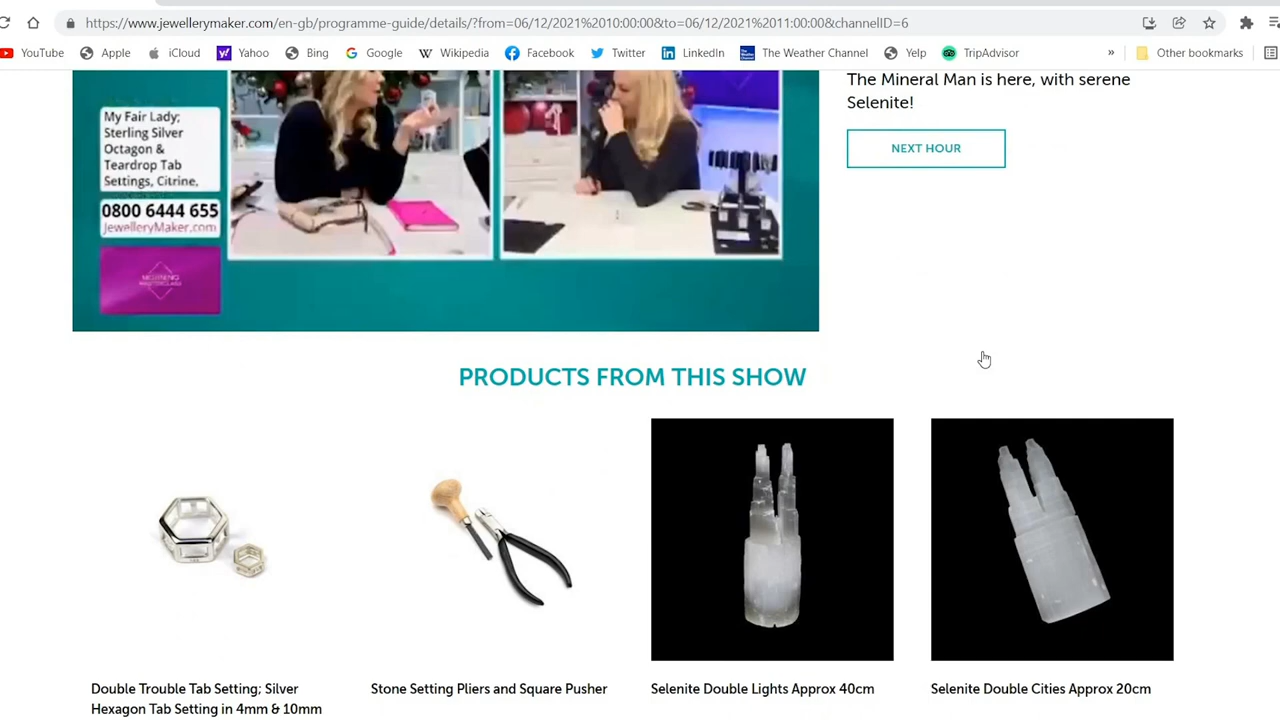 https://www.jewellerymaker.com/en-gb/programme-guide/details/?from=06/12/2021%2010:00:00&to=06/12/2021%2011:00:00&channelID=6
YouTube Apple iCloud Yahoo Bing Google Wikipedia Facebook Twitter LinkedIn The Weather Channel Yelp TripAdvisor » Other bookmarks
The Mineral Man is here, with serene
Selenite!
NEXT HOUR
My Fair Lady;
Sterling Silver
Octagon &
Teardrop Tab
Settings, Citrine,
0800 6444 655
JewelleryMaker.com
MORNING
MASTERCLASS
PRODUCTS FROM THIS SHOW
Double Trouble Tab Setting; Silver
Hexagon Tab Setting in 4mm & 10mm
Stone Setting Pliers and Square Pusher
Selenite Double Lights Approx 40cm
Selenite Double Cities Approx 20cm